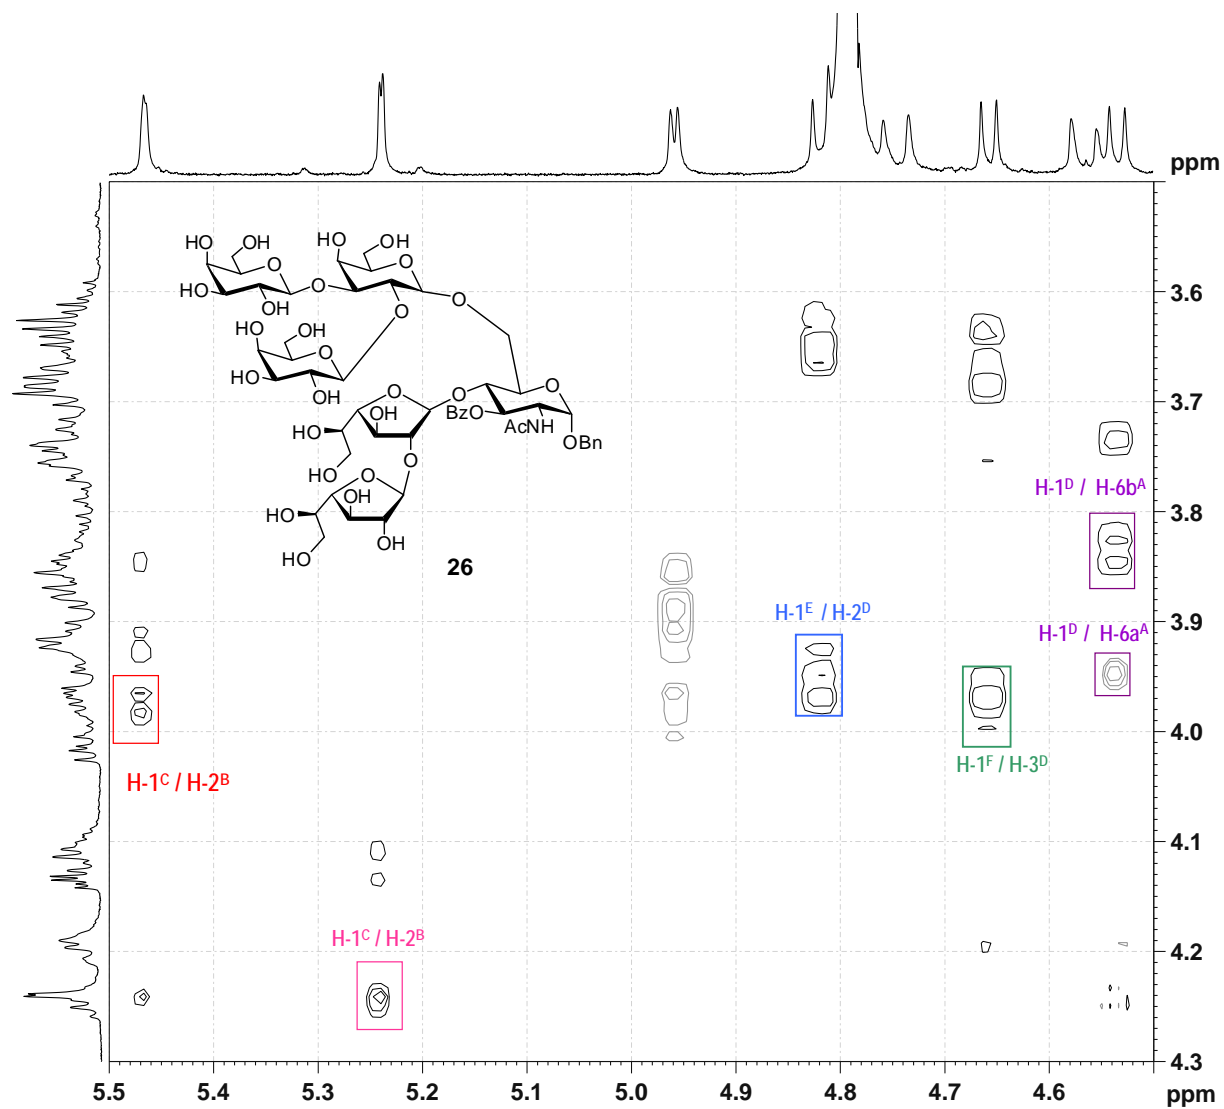 ppm
HO OH HO OH
HO O O
HO O O
OH O
HO OH
O O
HO O O
OH OH BzO AcNH
HO OBn
HO O
O
OH
HO
HO OH
26
3.6
3.7
H-1ᴰ / H-6bᴬ
3.8
H-1ᴱ / H-2ᴰ
3.9
H-1ᴰ / H-6aᴬ
4.0
H-1ꟲ / H-2ᴮ
H-1ꟳ / H-3ᴰ
4.1
H-1ꟲ / H-2ᴮ
4.2
4.3
5.5 5.4 5.3 5.2 5.1 5.0 4.9 4.8 4.7 4.6 ppm